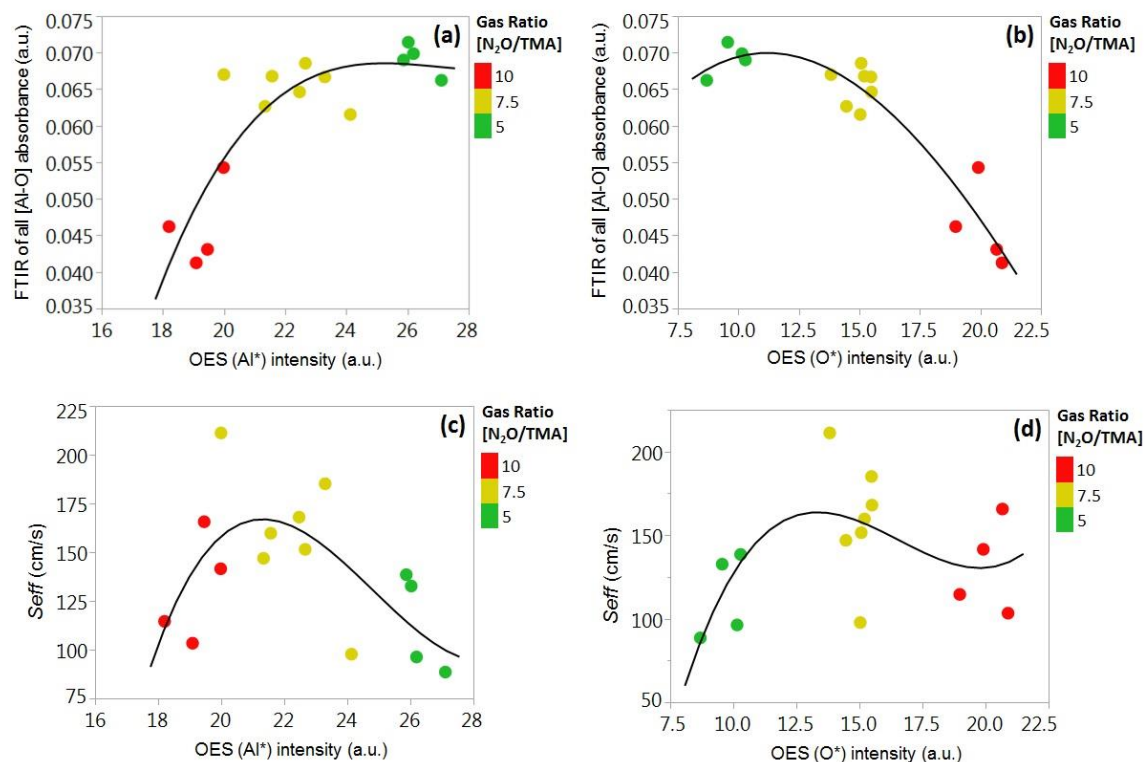 (a)
FTIR of all [Al-O] absorbance (a.u.)
0.075
0.070
0.065
0.060
0.055
0.050
0.045
0.040
0.035
16 18 20 22 24 26 28
OES (Al*) intensity (a.u.)
Gas Ratio
[N₂O/TMA]
10
7.5
5
(b)
FTIR of all [Al-O] absorbance (a.u.)
0.075
0.070
0.065
0.060
0.055
0.050
0.045
0.040
0.035
7.5 10.0 12.5 15.0 17.5 20.0 22.5
OES (O*) intensity (a.u.)
Gas Ratio
[N₂O/TMA]
10
7.5
5
(c)
Seff (cm/s)
225
200
175
150
125
100
75
16 18 20 22 24 26 28
OES (Al*) intensity (a.u.)
Gas Ratio
[N₂O/TMA]
10
7.5
5
(d)
Seff (cm/s)
200
150
100
50
7.5 10.0 12.5 15.0 17.5 20.0 22.5
OES (O*) intensity (a.u.)
Gas Ratio
[N₂O/TMA]
10
7.5
5